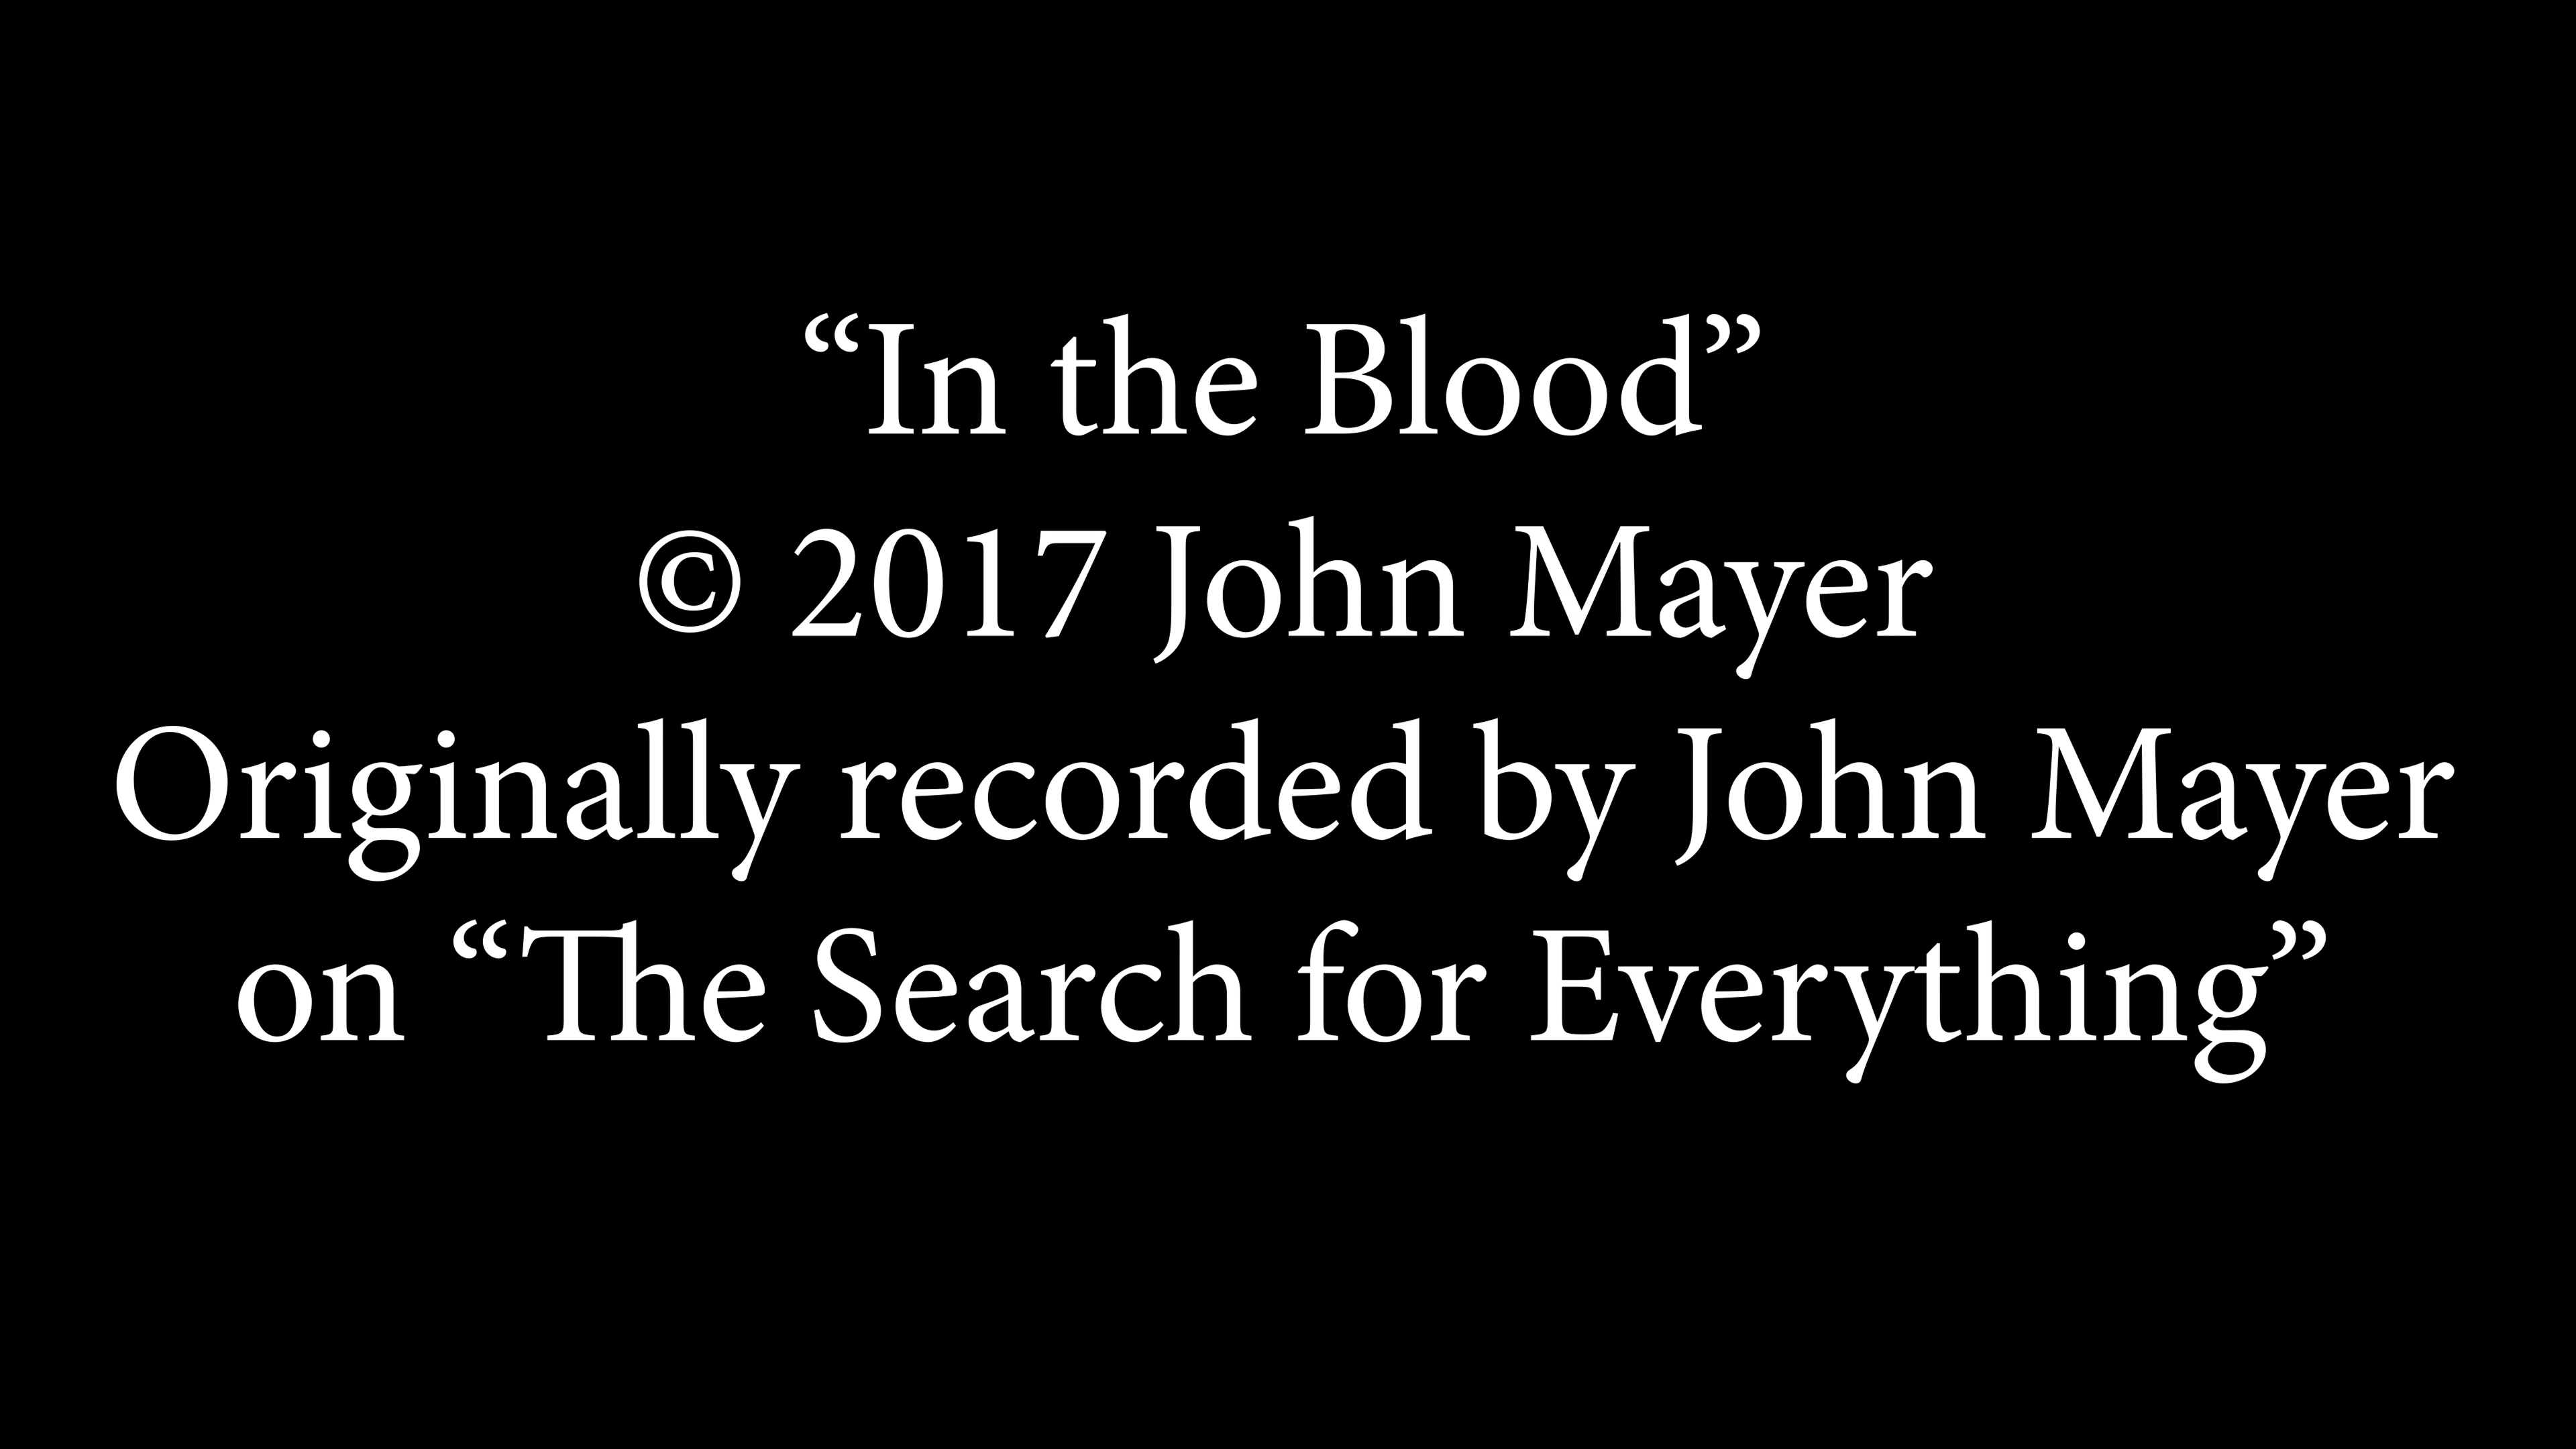 “In the Blood”
© 2017 John Mayer
Originally recorded by John Mayer
on “The Search for Everything”